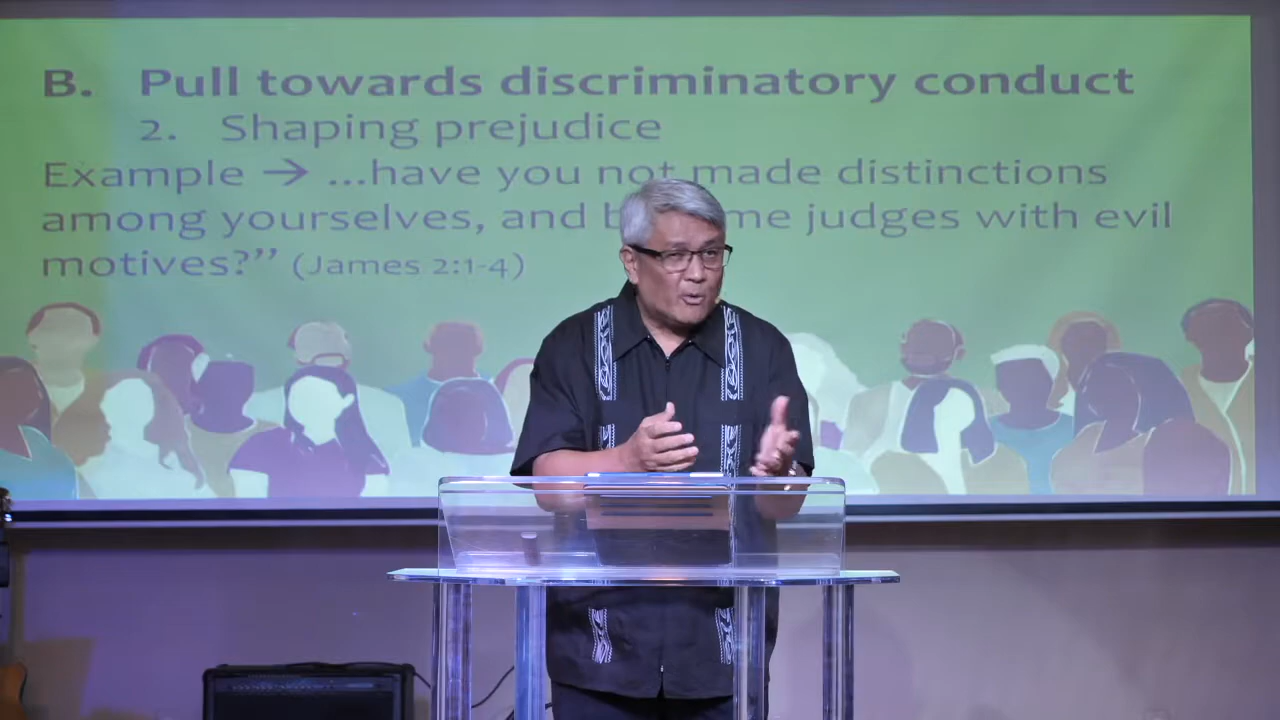 B. Pull towards discriminatory conduct
2. Shaping prejudice
Example → ...have you not made distinctions
among yourselves, and b me judges with evil
motives?” (James 2:1-4)